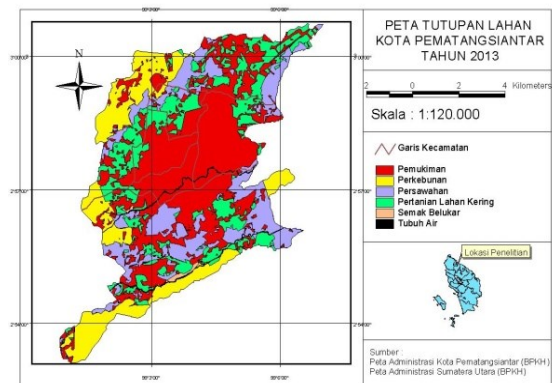 PETA TUTUPAN LAHAN
KOTA PEMATANGSIANTAR
TAHUN 2013
2 0 2 4 Kilometers
Skala : 1:120.000
Garis Kecamatan
Pemukiman
Perkebunan
Persawahan
Pertanian Lahan Kering
Semak Belukar
Tubuh Air
Lokasi Penelitian
Sumber :
Peta Administrasi Kota Pematangsiantar (BPKH)
Peta Administrasi Sumatera Utara (BPKH)
N